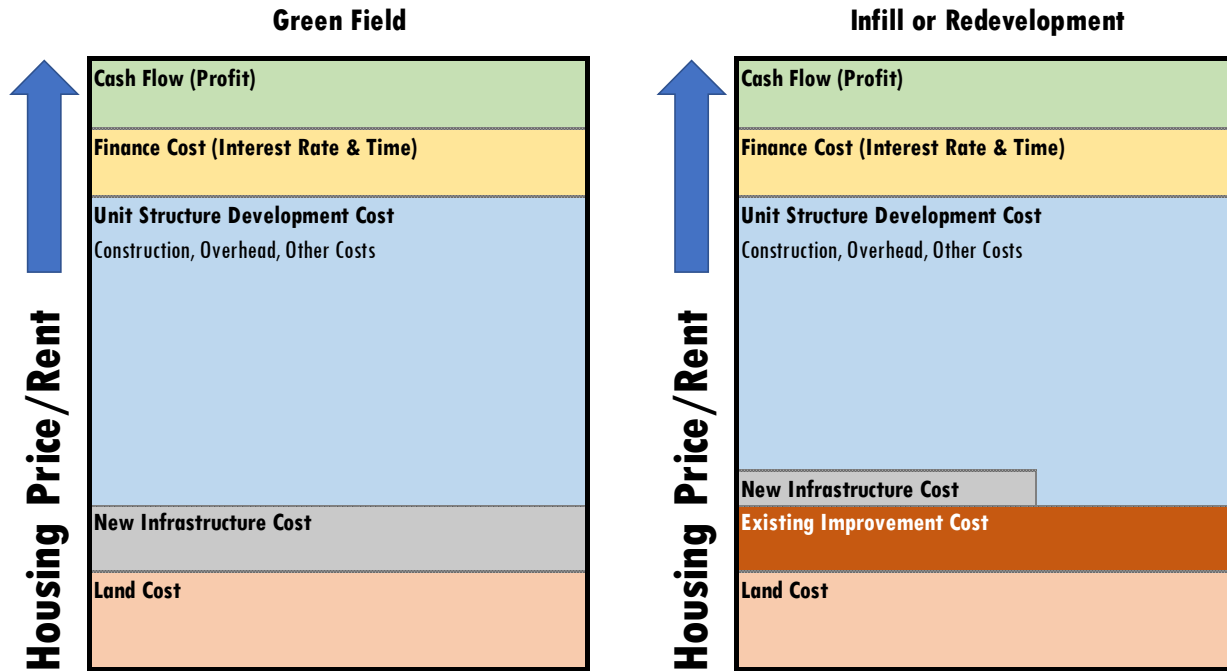 Green Field
Housing Price/Rent
Cash Flow (Profit)
Finance Cost (Interest Rate & Time)
Unit Structure Development Cost
Construction, Overhead, Other Costs
New Infrastructure Cost
Land Cost
Infill or Redevelopment
Housing Price/Rent
Cash Flow (Profit)
Finance Cost (Interest Rate & Time)
Unit Structure Development Cost
Construction, Overhead, Other Costs
New Infrastructure Cost
Existing Improvement Cost
Land Cost